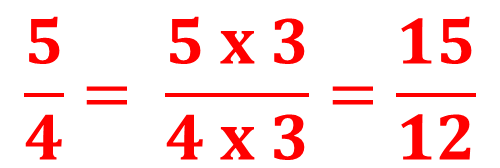 5/4 = 5 x 3/4 x 3 = 15/12